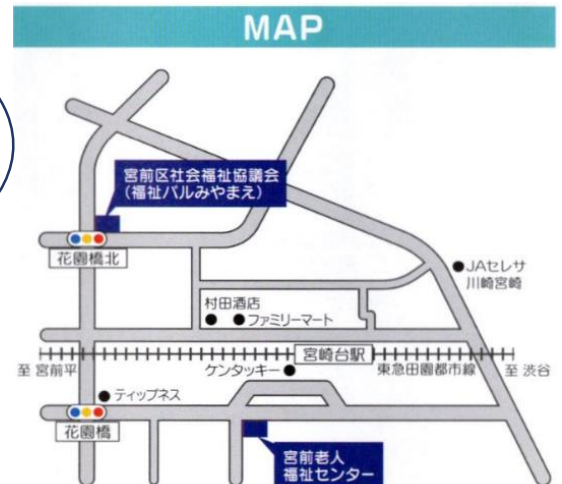 MAP
宮前区社会福祉協議会
(福祉パルみやまえ)
花園橋北
JAセレサ
川崎宮崎
村田酒店
ファミリーマート
宮崎台駅
至 宮前平
ケンタッキー
東急田園都市線
至 渋谷
ティップネス
花園橋
宮前老人
福祉センター